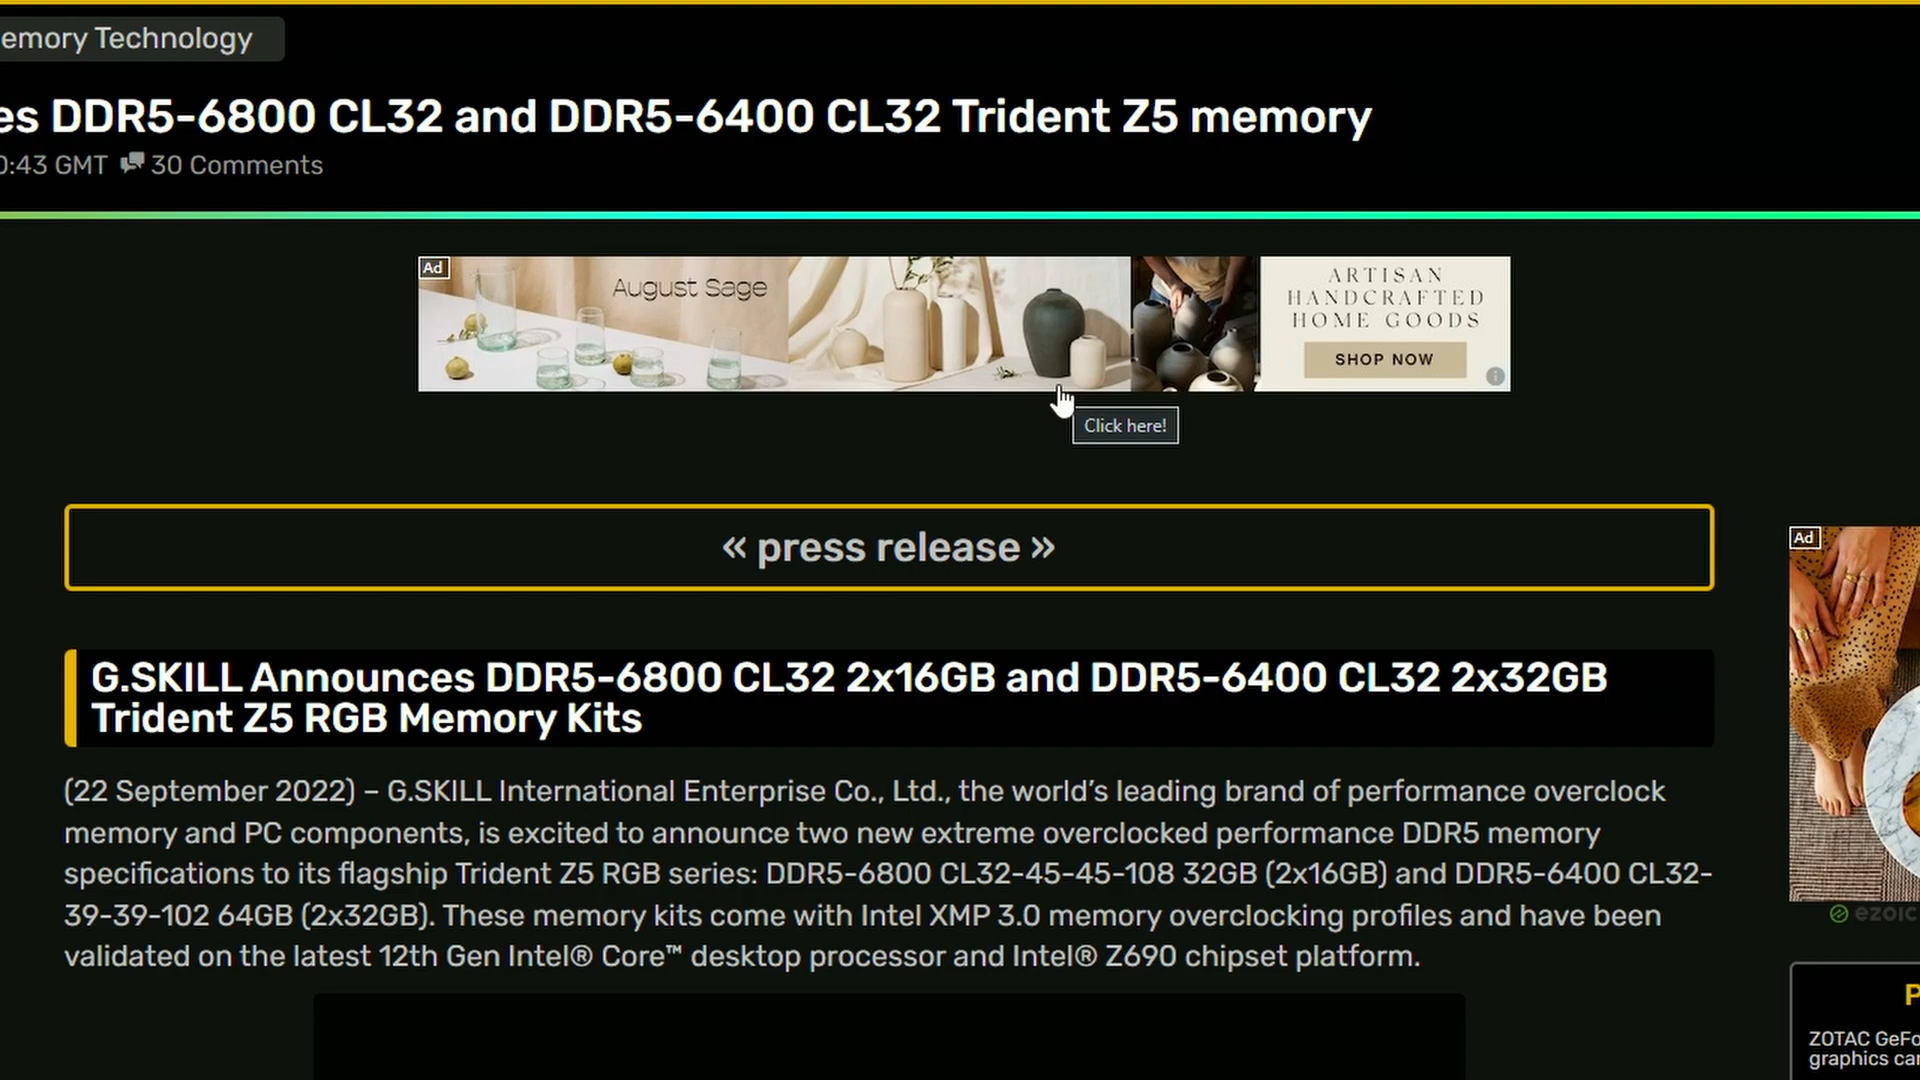 emory Technology
es DDR5-6800 CL32 and DDR5-6400 CL32 Trident Z5 memory
0:43 GMT 30 Comments
Ad
August Sage
ARTISAN
HANDCRAFTED
HOME GOODS
SHOP NOW
Click here!
« press release »
Ad
G.SKILL Announces DDR5-6800 CL32 2x16GB and DDR5-6400 CL32 2x32GB
Trident Z5 RGB Memory Kits
(22 September 2022) – G.SKILL International Enterprise Co., Ltd., the world’s leading brand of performance overclock
memory and PC components, is excited to announce two new extreme overclocked performance DDR5 memory
specifications to its flagship Trident Z5 RGB series: DDR5-6800 CL32-45-45-108 32GB (2x16GB) and DDR5-6400 CL32-
39-39-102 64GB (2x32GB). These memory kits come with Intel XMP 3.0 memory overclocking profiles and have been
validated on the latest 12th Gen Intel® Core™ desktop processor and Intel® Z690 chipset platform.
ezoic
P
ZOTAC GeFo
graphics car